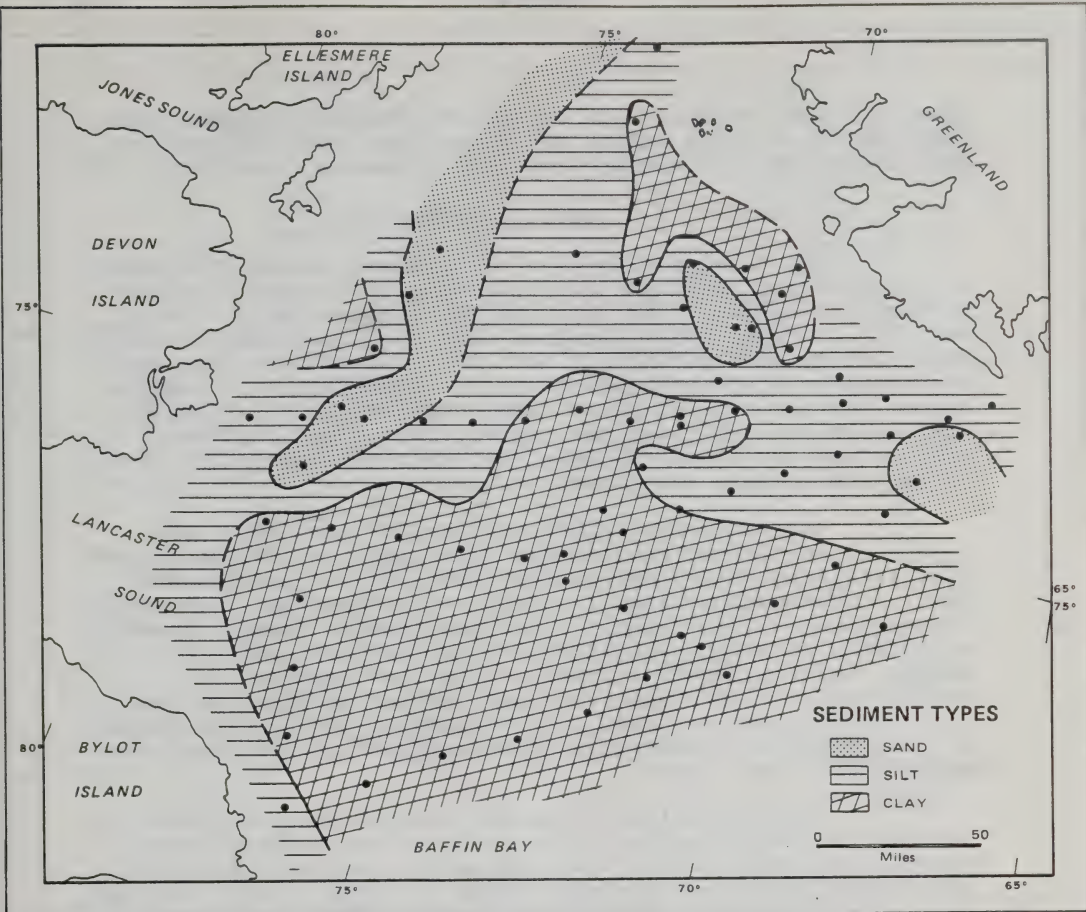 80°
75°
70°
ELLESMERE
ISLAND
JONES SOUND
GREENLAND
DEVON
ISLAND
75°
LANCASTER
SOUND
65°
75°
80°
BYLOT
ISLAND
SEDIMENT TYPES
SAND
SILT
CLAY
0 50
Miles
BAFFIN BAY
75°
70°
65°